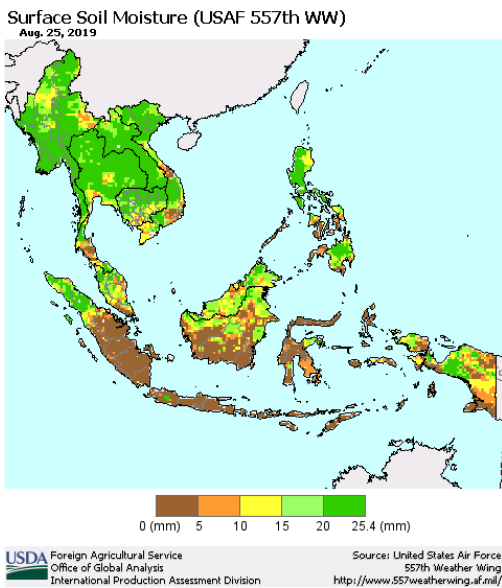 Surface Soil Moisture (USAF 557th WW)
Aug. 25, 2019
0 (mm) 5 10 15 20 25.4 (mm)
USDA Foreign Agricultural Service
Office of Global Analysis
International Production Assessment Division
Source: United States Air Force
557th Weather Wing
http://www.557weatherwing.af.mil/